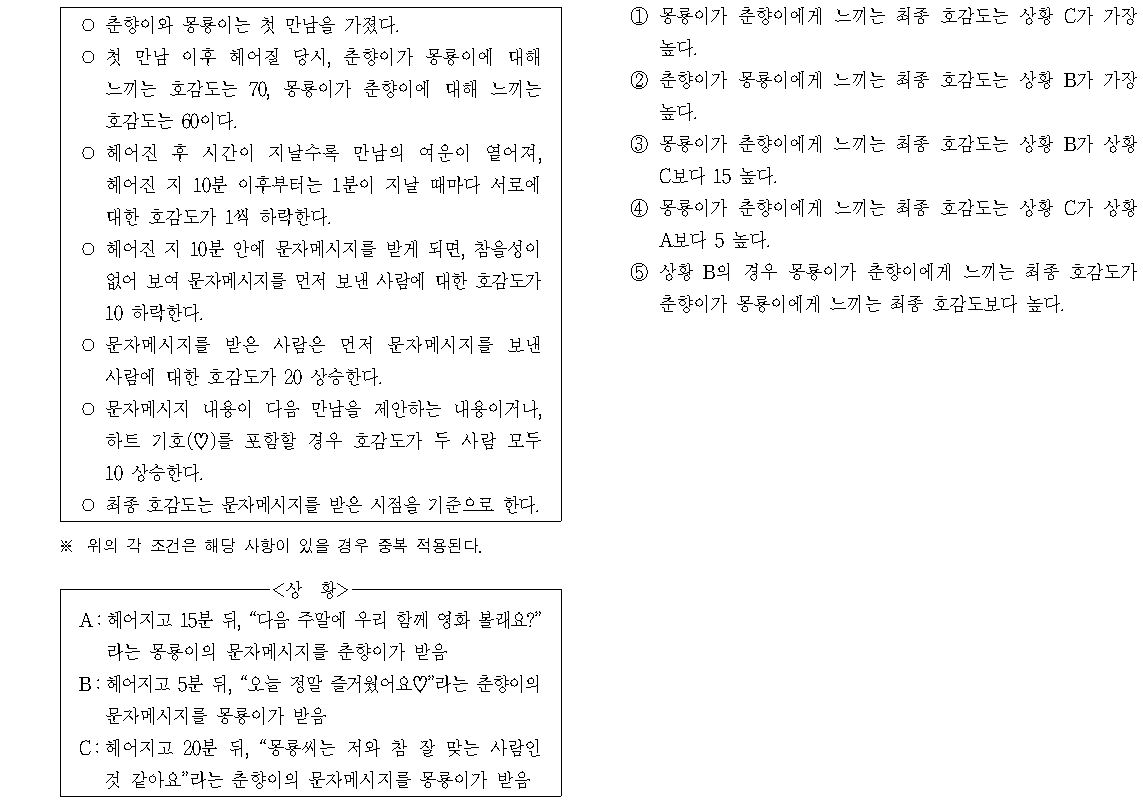 ○ 춘향이와 몽룡이는 첫 만남을 가졌다.
○ 첫 만남 이후 헤어질 당시, 춘향이가 몽룡이에 대해
느끼는 호감도는 70, 몽룡이가 춘향이에 대해 느끼는
호감도는 60이다.
○ 헤어진 후 시간이 지날수록 만남의 여운이 옅어져,
헤어진 지 10분 이후부터는 1분이 지날 때마다 서로에
대한 호감도가 1씩 하락한다.
○ 헤어진 지 10분 안에 문자메시지를 받게 되면, 참을성이
없어 보여 문자메시지를 먼저 보낸 사람에 대한 호감도가
10 하락한다.
○ 문자메시지를 받은 사람은 먼저 문자메시지를 보낸
사람에 대한 호감도가 20 상승한다.
○ 문자메시지 내용이 다음 만남을 제안하는 내용이거나,
하트 기호(♡)를 포함할 경우 호감도가 두 사람 모두
10 상승한다.
○ 최종 호감도는 문자메시지를 받은 시점을 기준으로 한다.
※ 위의 각 조건은 해당 사항이 있을 경우 중복 적용된다.
<상 황>
A : 헤어지고 15분 뒤, “다음 주말에 우리 함께 영화 볼래요?”
라는 몽룡이의 문자메시지를 춘향이가 받음
B : 헤어지고 5분 뒤, “오늘 정말 즐거웠어요♡”라는 춘향이의
문자메시지를 몽룡이가 받음
C : 헤어지고 20분 뒤, “몽룡씨는 저와 참 잘 맞는 사람인
것 같아요”라는 춘향이의 문자메시지를 몽룡이가 받음
① 몽룡이가 춘향이에게 느끼는 최종 호감도는 상황 C가 가장
높다.
② 춘향이가 몽룡이에게 느끼는 최종 호감도는 상황 B가 가장
높다.
③ 몽룡이가 춘향이에게 느끼는 최종 호감도는 상황 B가 상황
C보다 15 높다.
④ 몽룡이가 춘향이에게 느끼는 최종 호감도는 상황 C가 상황
A보다 5 높다.
⑤ 상황 B의 경우 몽룡이가 춘향이에게 느끼는 최종 호감도가
춘향이가 몽룡이에게 느끼는 최종 호감도보다 높다.